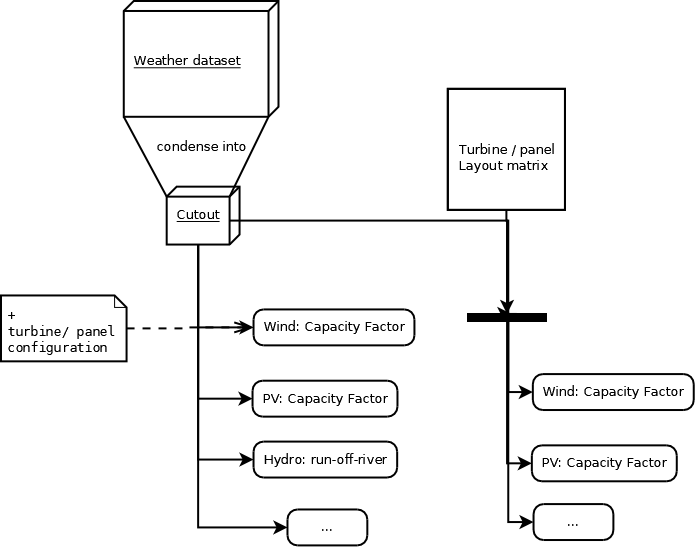 Weather dataset
condense into
Turbine / panel
Layout matrix
Cutout
+
turbine/ panel
configuration
Wind: Capacity Factor
PV: Capacity Factor
Hydro: run-off-river
...
Wind: Capacity Factor
PV: Capacity Factor
...